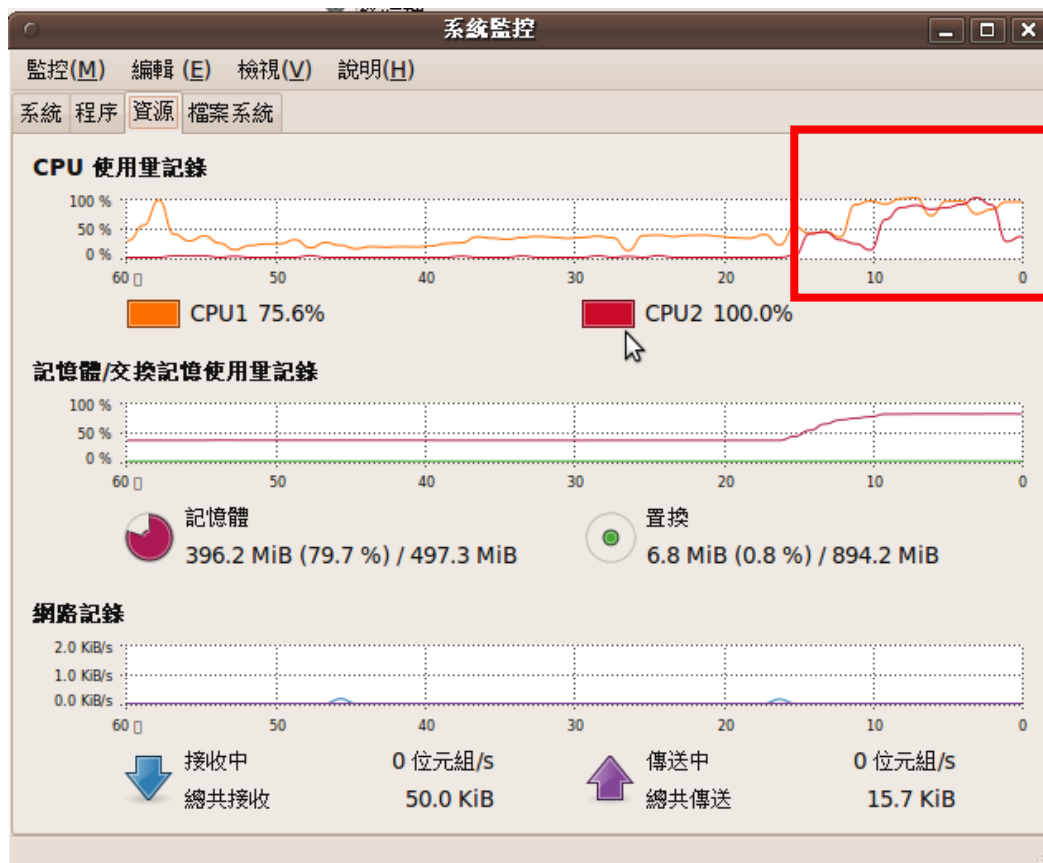 系統監控
監控(M) 編輯 (E) 檢視(V) 說明(H)
系統 程序 資源 檔案系統
CPU 使用量記錄
100 %
50 %
0 %
60 50 40 30 20 10 0
CPU1 75.6% CPU2 100.0%
記憶體/交換記憶使用量記錄
100 %
50 %
0 %
60 50 40 30 20 10 0
記憶體 置換
396.2 MiB (79.7 %) / 497.3 MiB 6.8 MiB (0.8 %) / 894.2 MiB
網路記錄
2.0 KiB/s
1.0 KiB/s
0.0 KiB/s
60 50 40 30 20 10 0
接收中 0 位元組/s 傳送中 0 位元組/s
總共接收 50.0 KiB 總共傳送 15.7 KiB